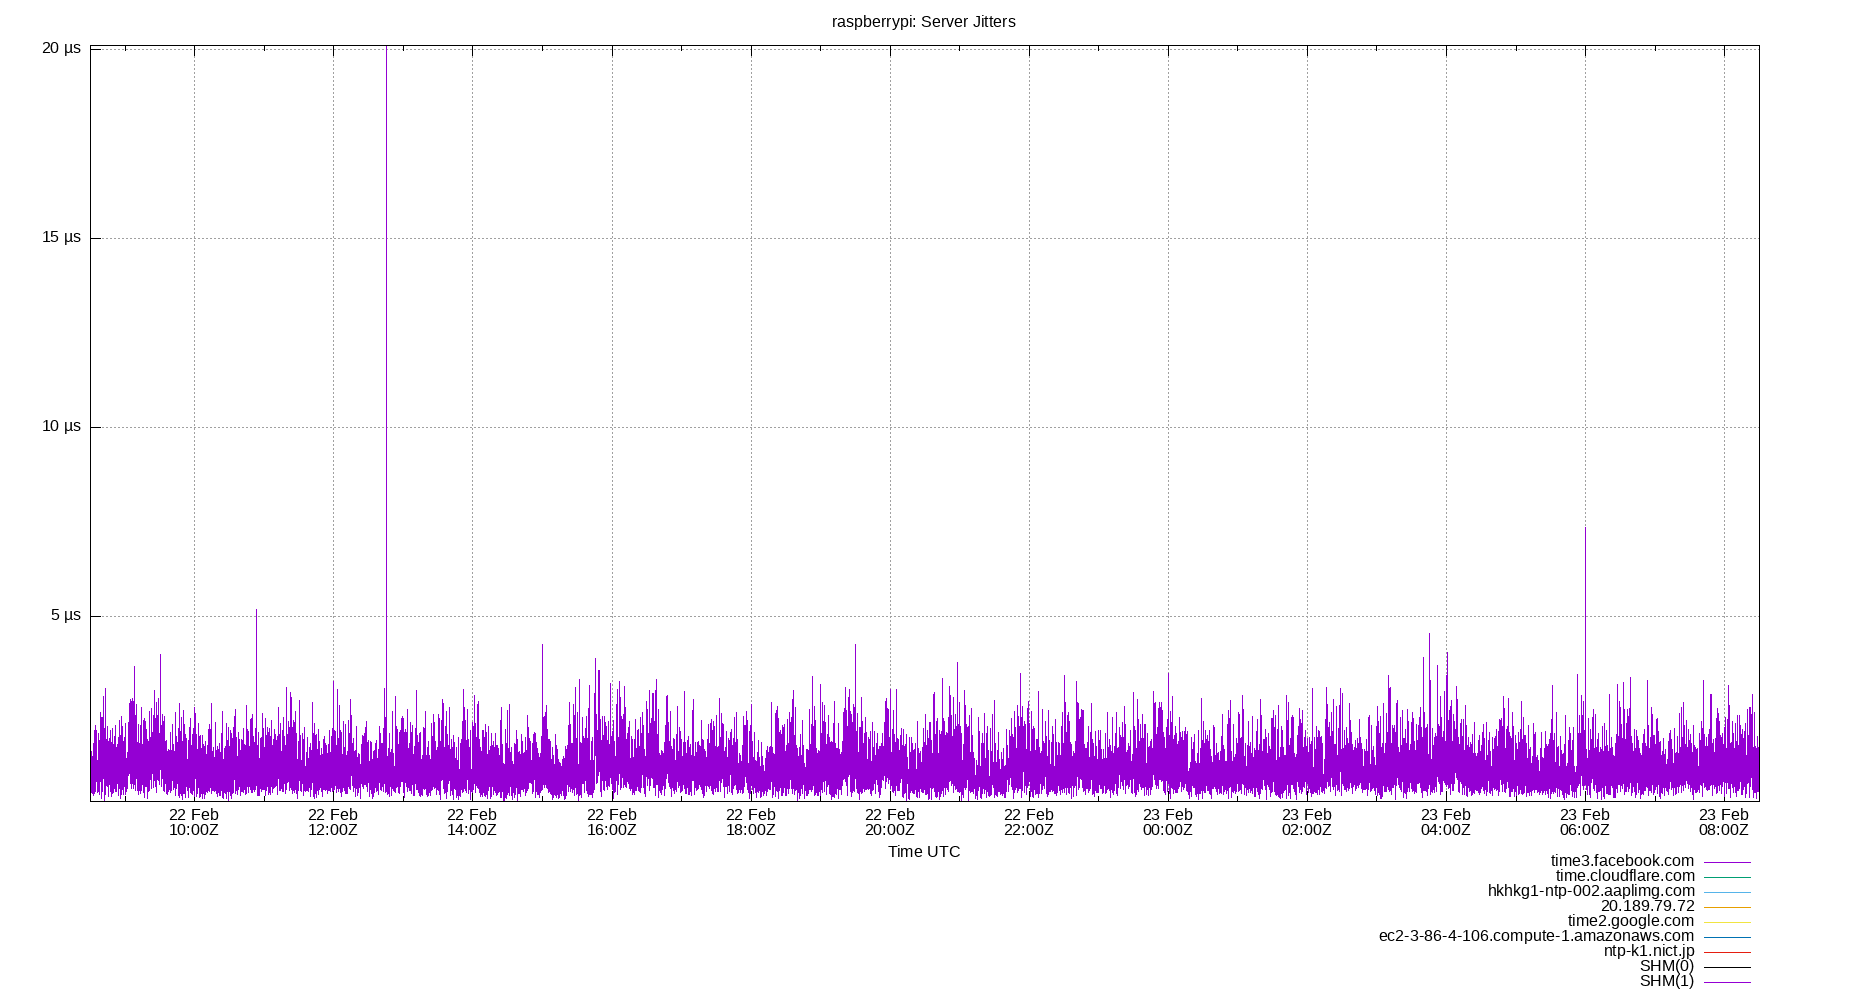 raspberrypi: Server Jitters
20 µs
15 µs
10 µs
5 µs
22 Feb 22 Feb 22 Feb 22 Feb 22 Feb 22 Feb 22 Feb 23 Feb 23 Feb 23 Feb 23 Feb 23 Feb
10:00Z 12:00Z 14:00Z 16:00Z 18:00Z 20:00Z 22:00Z 00:00Z 02:00Z 04:00Z 06:00Z 08:00Z
Time UTC
time3.facebook.com
time.cloudflare.com
hkhkg1-ntp-002.aaplimg.com
20.189.79.72
time2.google.com
ec2-3-86-4-106.compute-1.amazonaws.com
ntp-k1.nict.jp
SHM(0)
SHM(1)